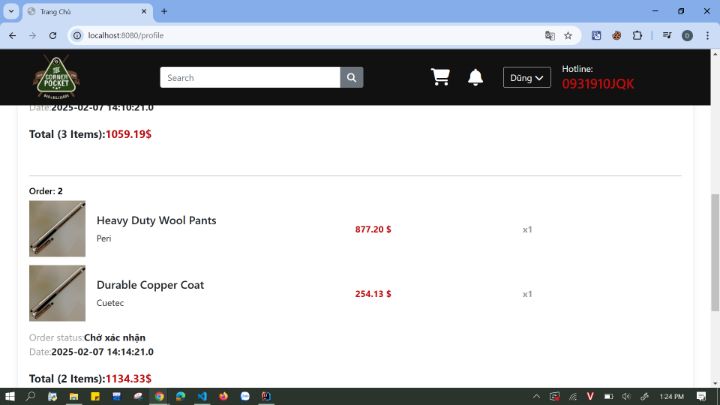 Trang Chủ
localhost:8080/profile
THE
CORNER
POCKET
Search
Dũng
Hotline:
0931910JQK
Date:2025-02-07 14:10:21.0
Total (3 Items):1059.19$
Order: 2
Heavy Duty Wool Pants
Peri
877.20 $
x1
Durable Copper Coat
Cuetec
254.13 $
x1
Order status:Chờ xác nhận
Date:2025-02-07 14:14:21.0
Total (2 Items):1134.33$
1:24 PM